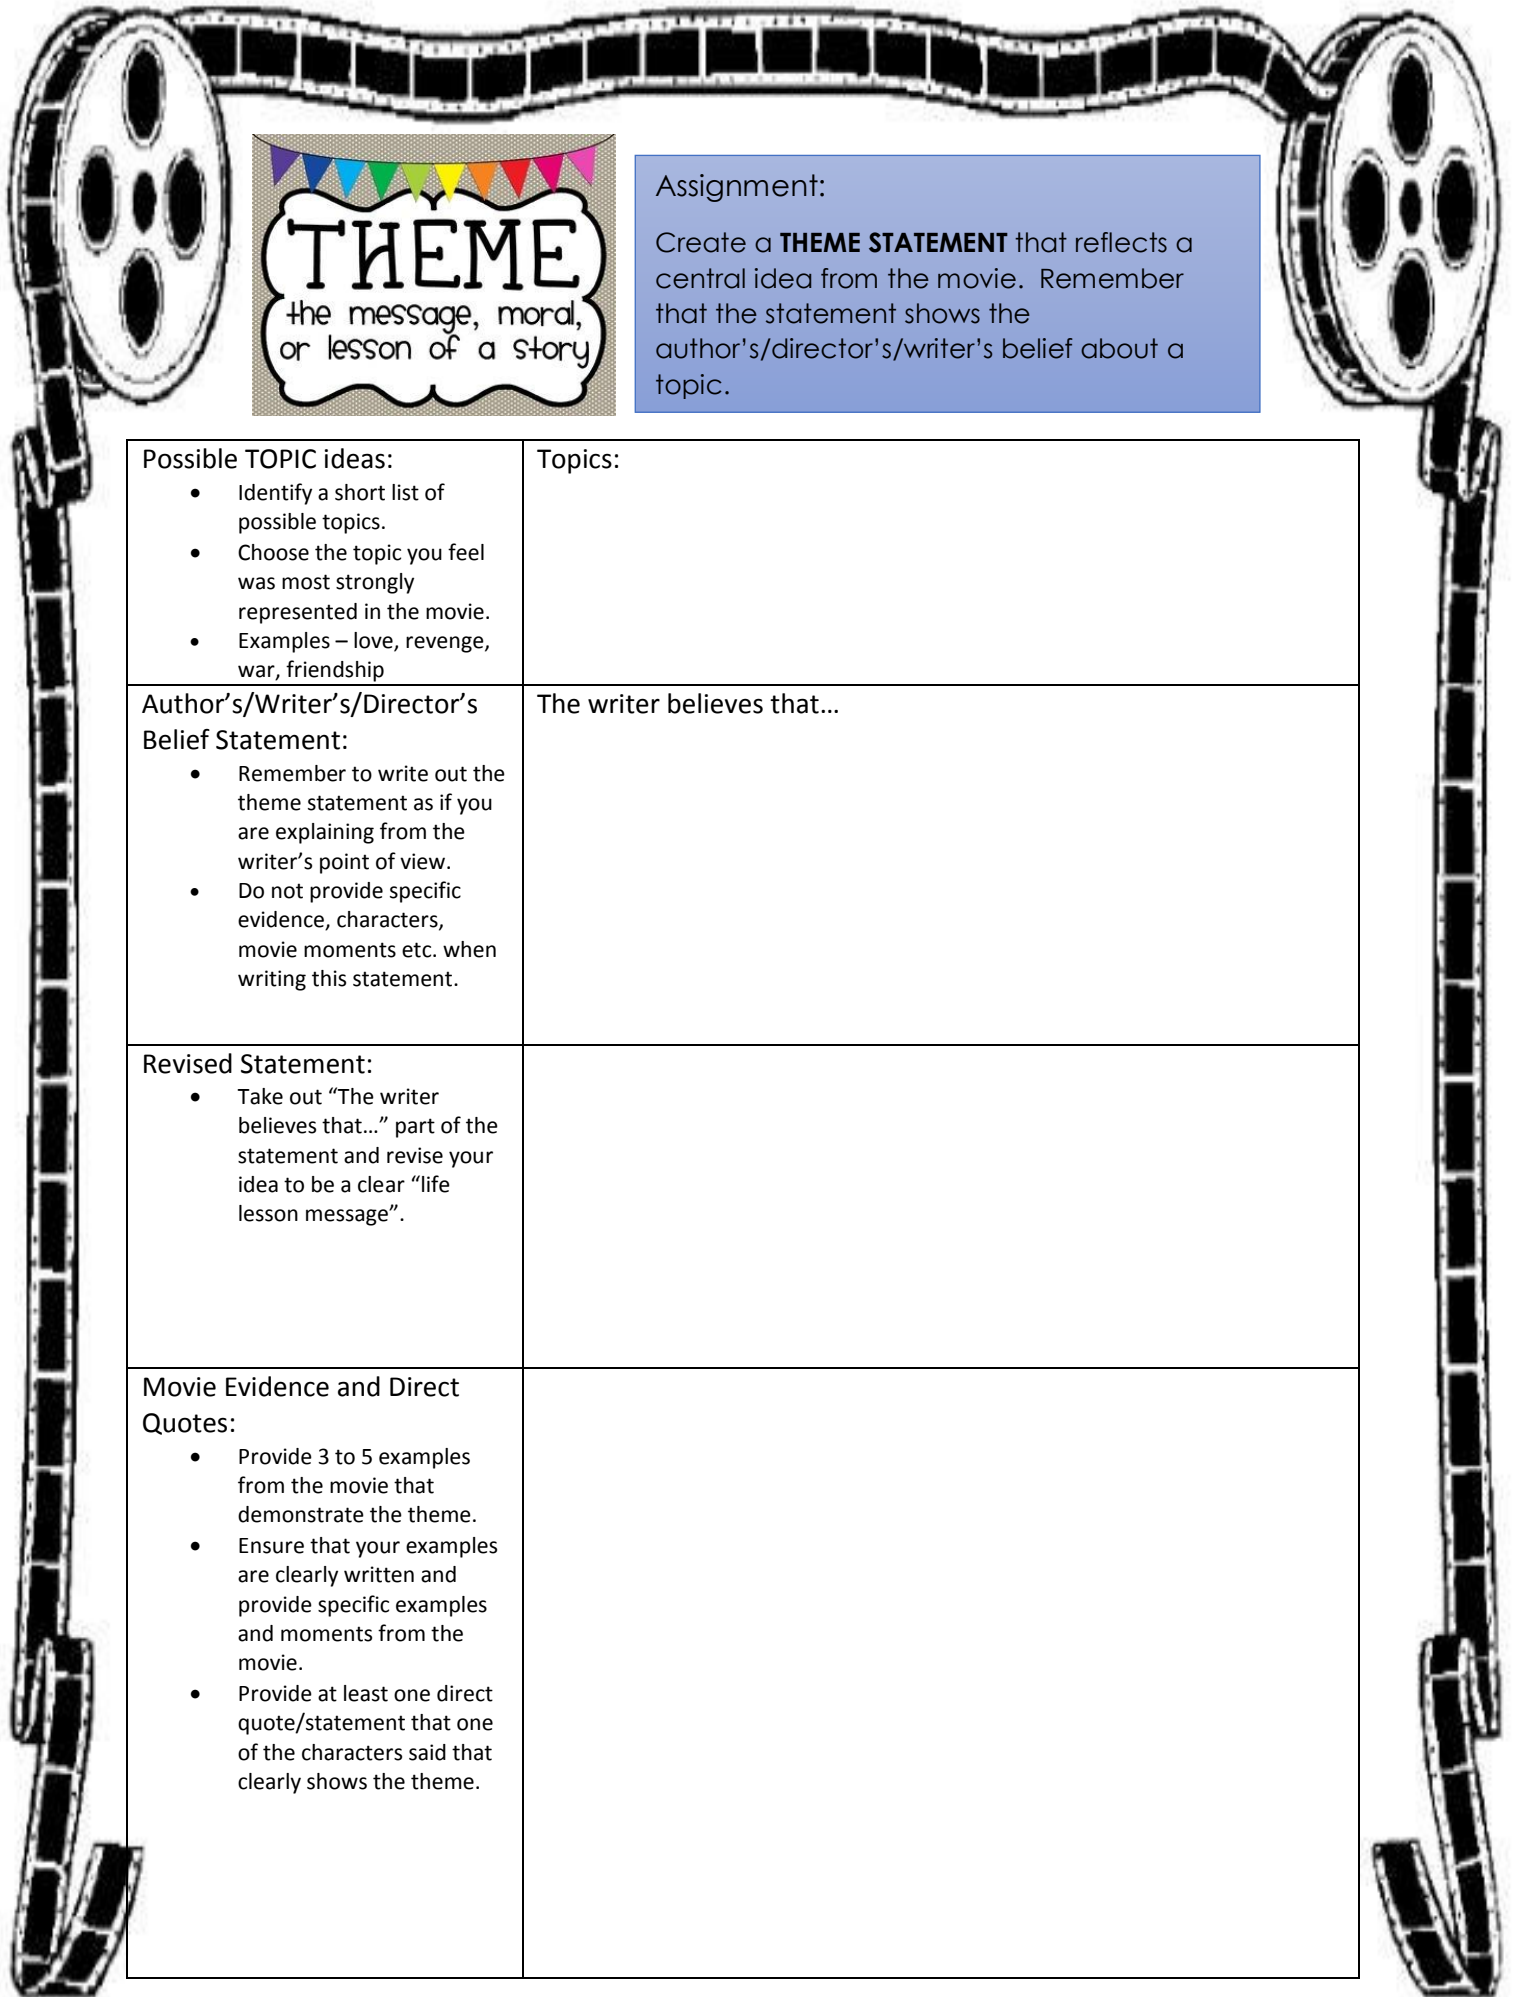 THEME
the message, moral,
or lesson of a story
Assignment:
Create a THEME STATEMENT that reflects a
central idea from the movie.  Remember
that the statement shows the
author’s/director’s/writer’s belief about a
topic.
Possible TOPIC ideas:
• Identify a short list of
possible topics.
• Choose the topic you feel
was most strongly
represented in the movie.
• Examples – love, revenge,
war, friendship
Topics:
Author’s/Writer’s/Director’s
Belief Statement:
• Remember to write out the
theme statement as if you
are explaining from the
writer’s point of view.
• Do not provide specific
evidence, characters,
movie moments etc. when
writing this statement.
The writer believes that…
Revised Statement:
• Take out “The writer
believes that…” part of the
statement and revise your
idea to be a clear “life
lesson message”.
Movie Evidence and Direct
Quotes:
• Provide 3 to 5 examples
from the movie that
demonstrate the theme.
• Ensure that your examples
are clearly written and
provide specific examples
and moments from the
movie.
• Provide at least one direct
quote/statement that one
of the characters said that
clearly shows the theme.